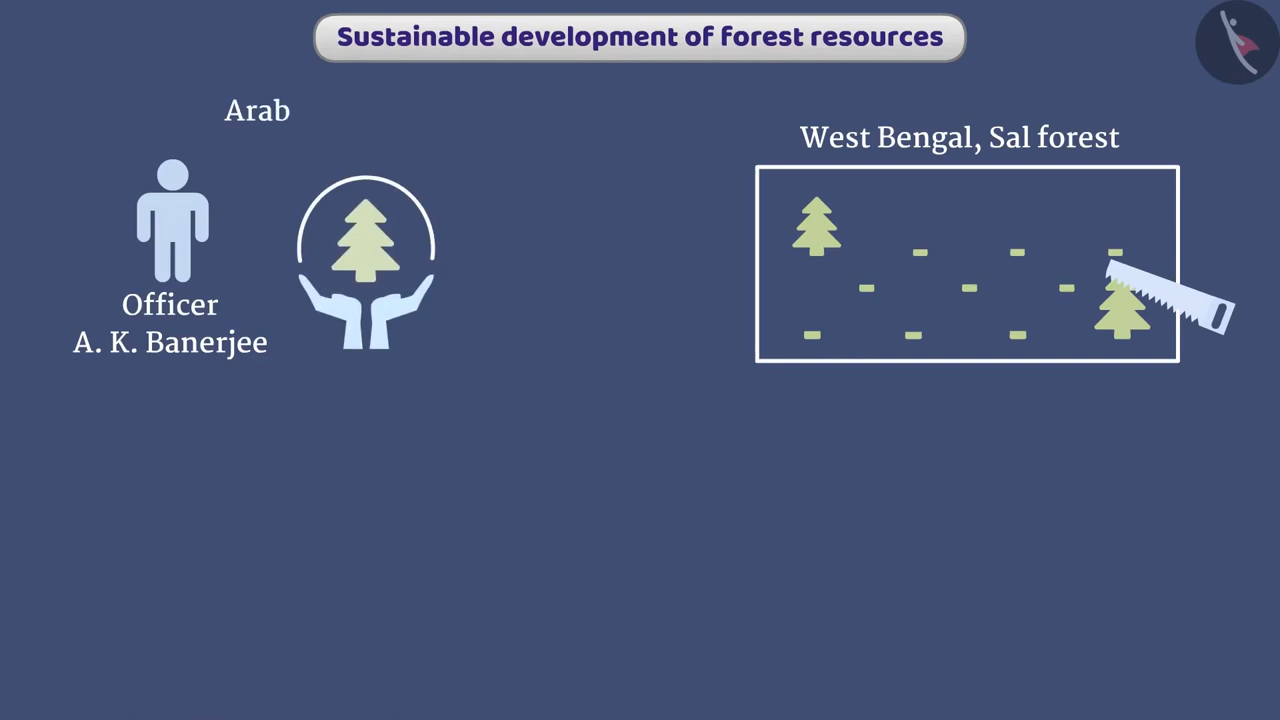 Sustainable development of forest resources
Arab
West Bengal, Sal forest
Officer
A. K. Banerjee